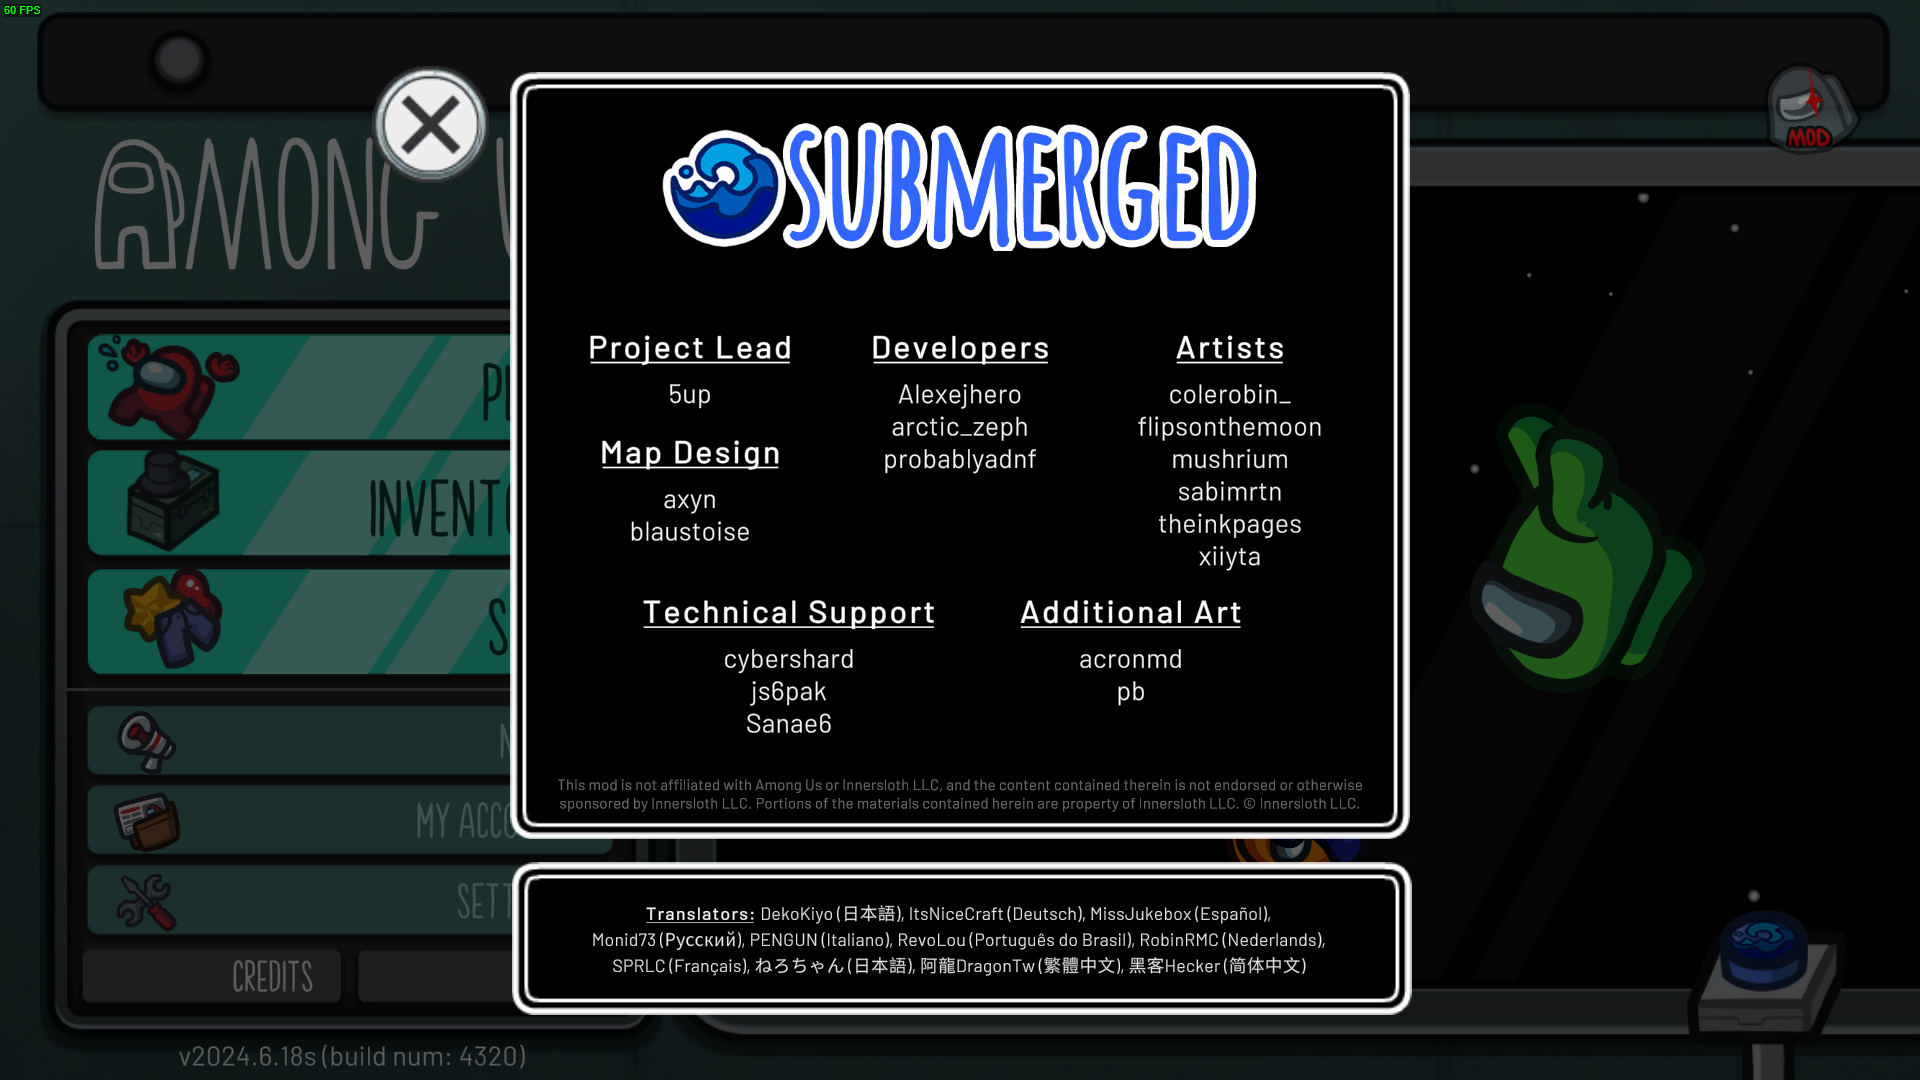 60 FPS
MOD
AMONG
SUBMERGED
Project Lead
5up
Map Design
axyn
blaustoise
Developers
Alexejhero
arctic_zeph
probablyadnf
Artists
colerobin_
flipsonthemoon
mushrium
sabimrtn
theinkpages
xiiyta
Technical Support
cybershard
js6pak
Sanae6
Additional Art
acronmd
pb
This mod is not affiliated with Among Us or Innersloth LLC, and the content contained therein is not endorsed or otherwise
sponsored by Innersloth LLC. Portions of the materials contained herein are property of Innersloth LLC. © Innersloth LLC.
Translators: DekoKiyo (日本語), ItsNiceCraft (Deutsch), MissJukebox (Español),
Monid73 (Русский), PENGUN (Italiano), RevoLou (Português do Brasil), RobinRMC (Nederlands),
SPRLC (Français), ねろちゃん (日本語), 阿龍DragonTw (繁體中文), 黑客Hecker (简体中文)
INVENTO
MY ACCO
SETT
CREDITS
v2024.6.18s (build num: 4320)